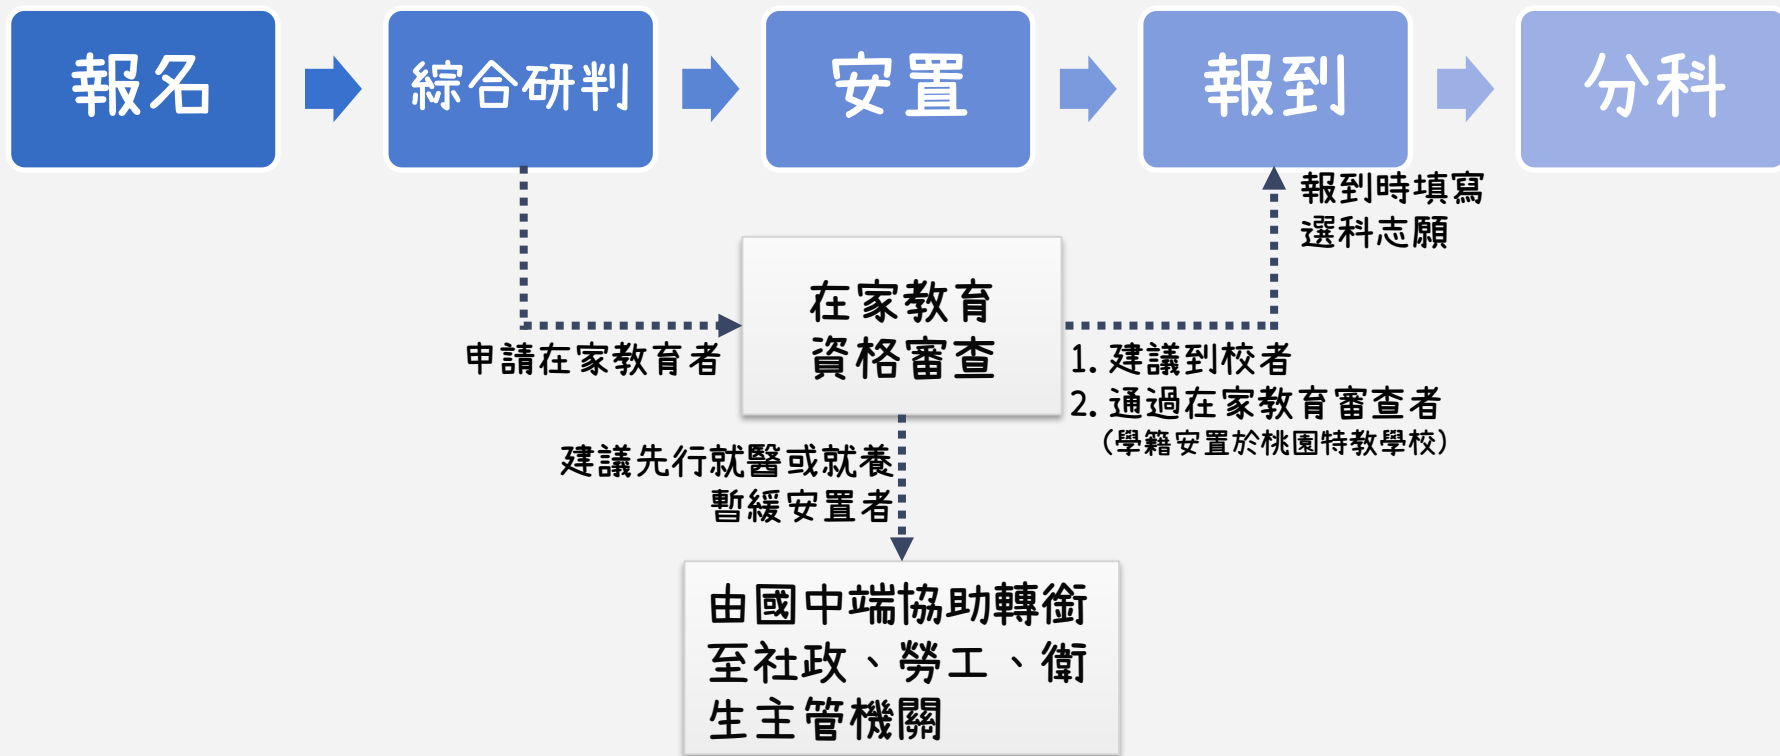 報名
綜合研判
安置
報到
分科
報到時填寫
選科志願
在家教育
資格審查
申請在家教育者
1. 建議到校者
2. 通過在家教育審查者
(學籍安置於桃園特教學校)
建議先行就醫或就養
暫緩安置者
由國中端協助轉銜
至社政、勞工、衛
生主管機關